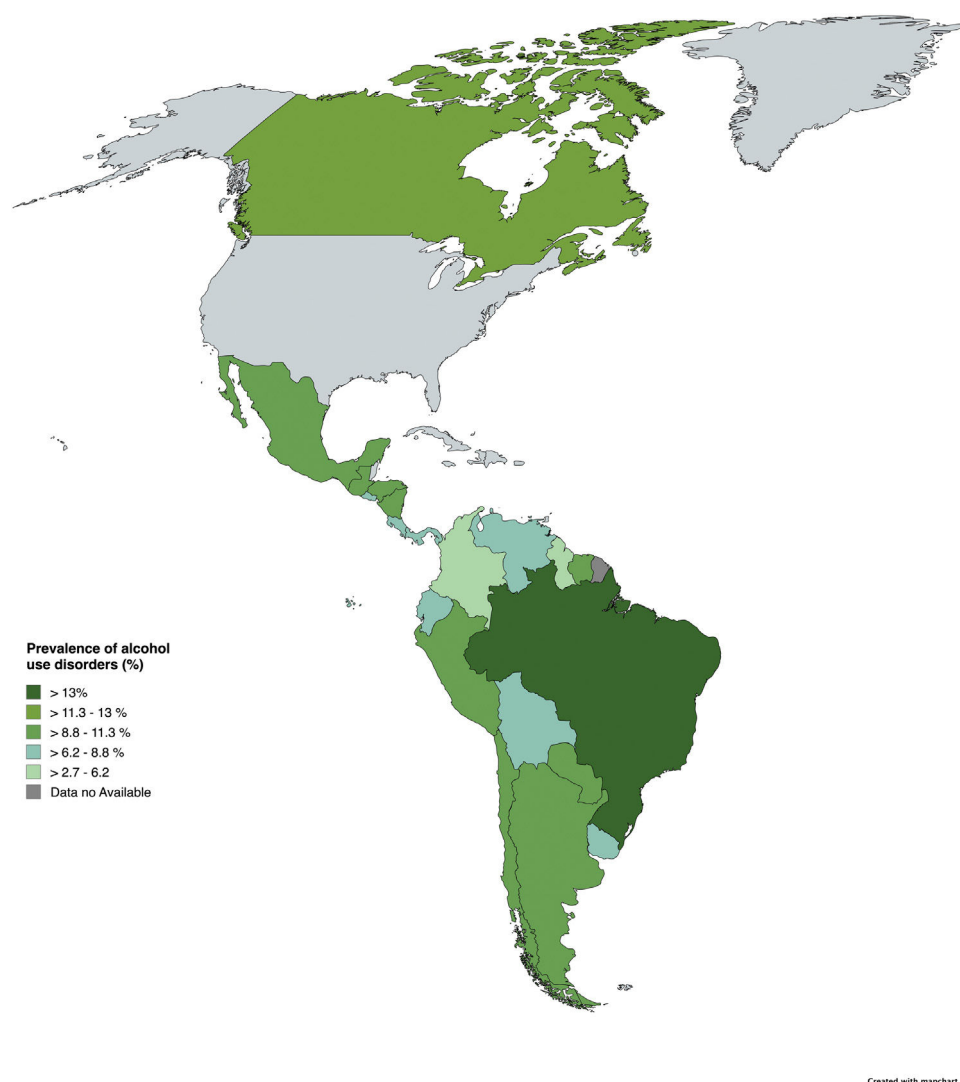 Prevalence of alcohol
use disorders (%)
> 13%
> 11.3 - 13 %
> 8.8 - 11.3 %
> 6.2 - 8.8 %
> 2.7 - 6.2
Data no Available
Created with mapchart